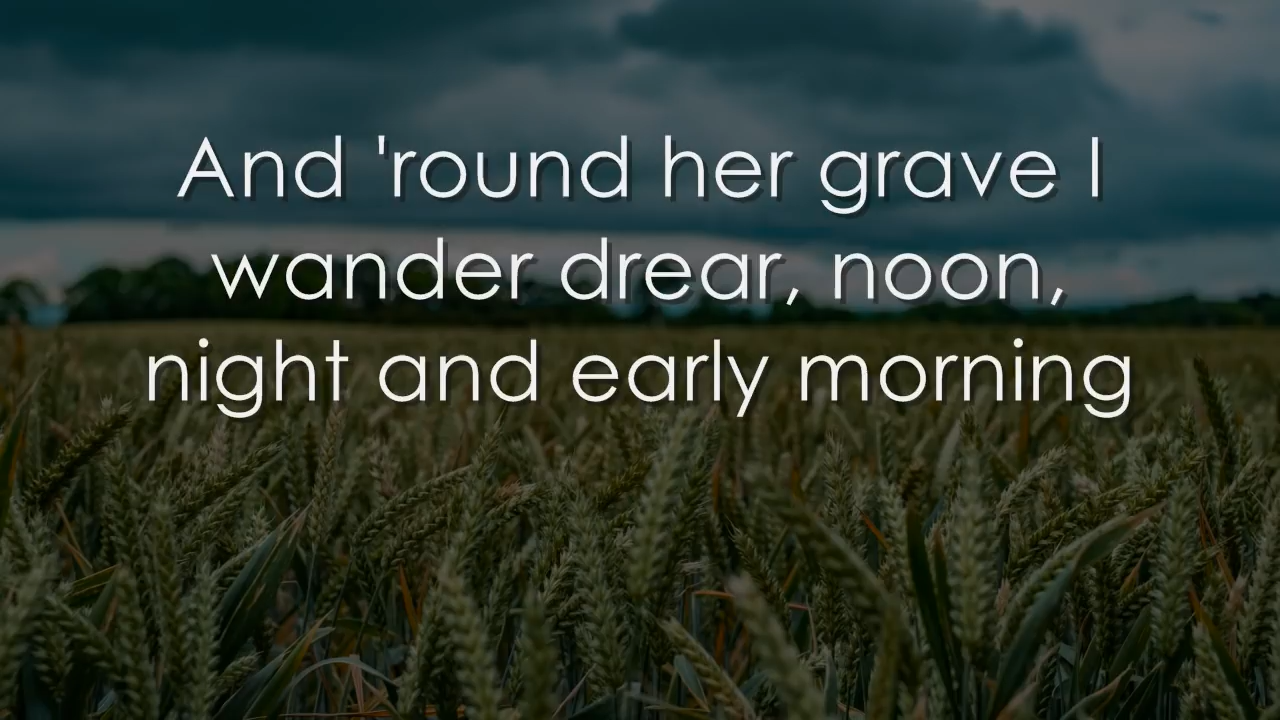 And 'round her grave I
wander drear, noon,
night and early morning